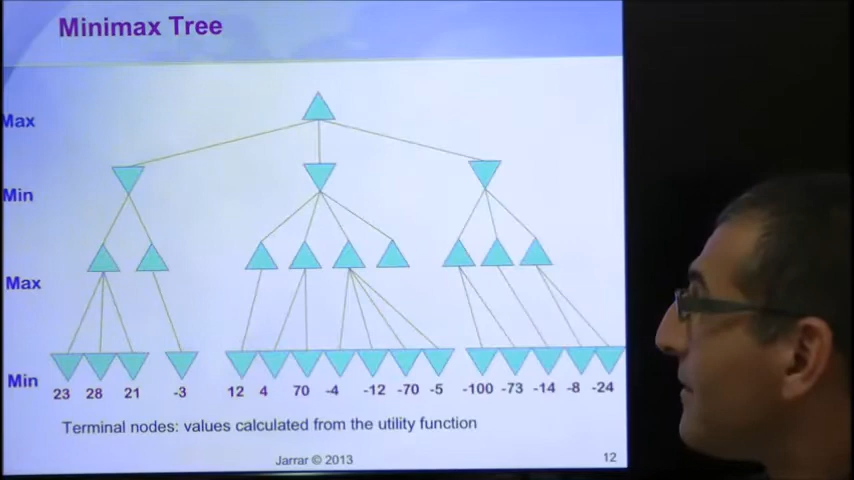 Minimax Tree
Max
Min
Max
Min
23 28 21 -3 12 4 70 -4 -12 -70 -5 -100 -73 -14 -8 -24
Terminal nodes: values calculated from the utility function
Jarrar © 2013 12